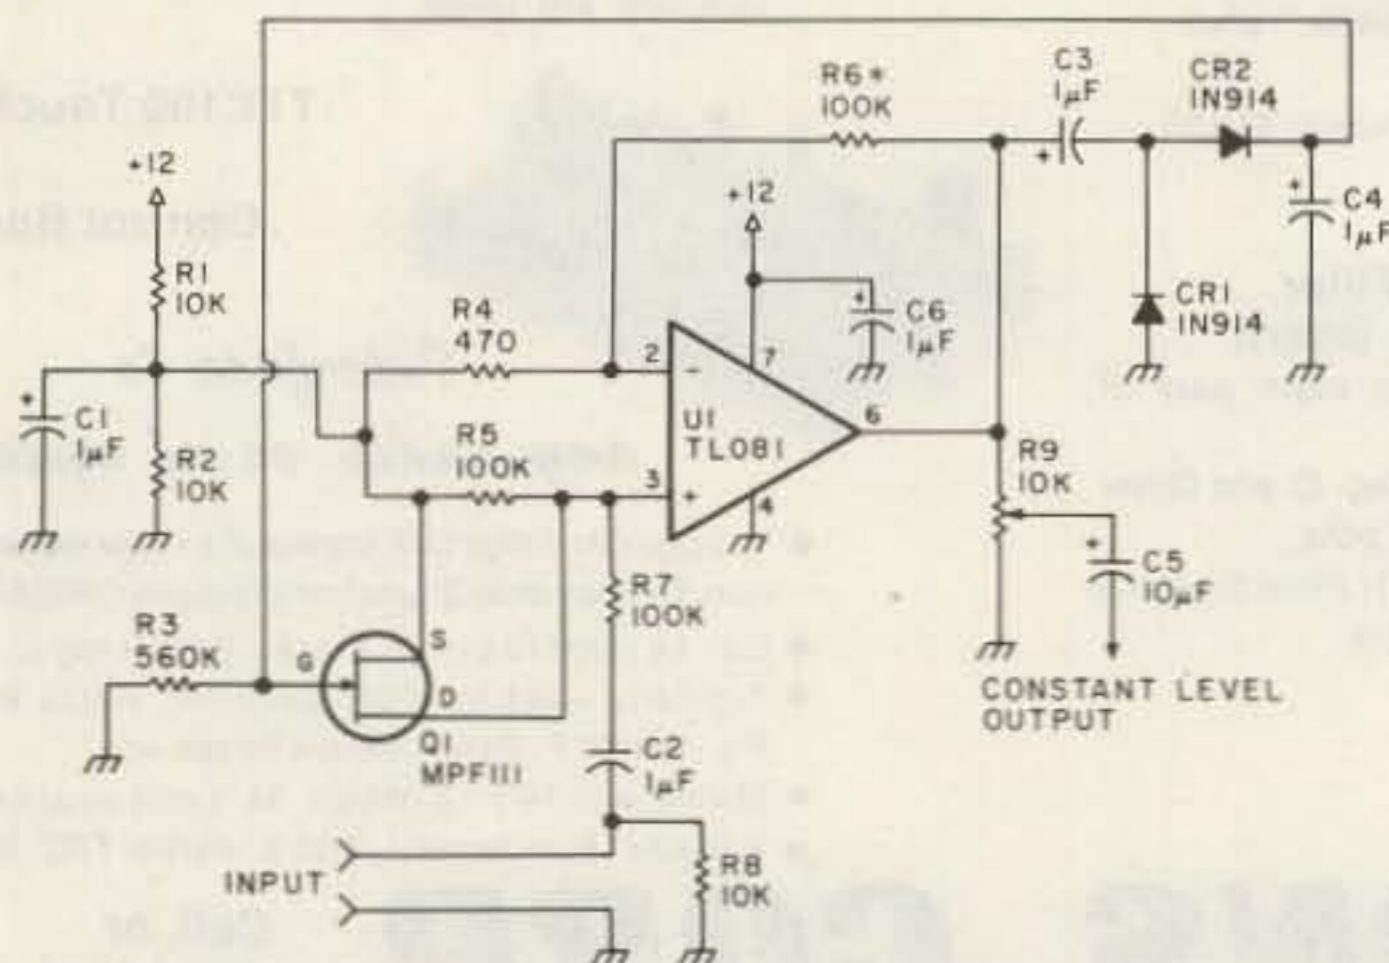 R6*
100K
C3
1µF
CR2
1N914
+12
+12
C4
1µF
R1
10K
CR1
1N914
R4
470
C6
1µF
2
-
7
C1
1µF
R2
10K
R5
100K
U1
TL081
6
R9
10K
3
+
4
C5
10µF
R3
560K
G
S
D
R7
100K
Q1
MPF111
C2
1µF
CONSTANT LEVEL
OUTPUT
INPUT
R8
10K